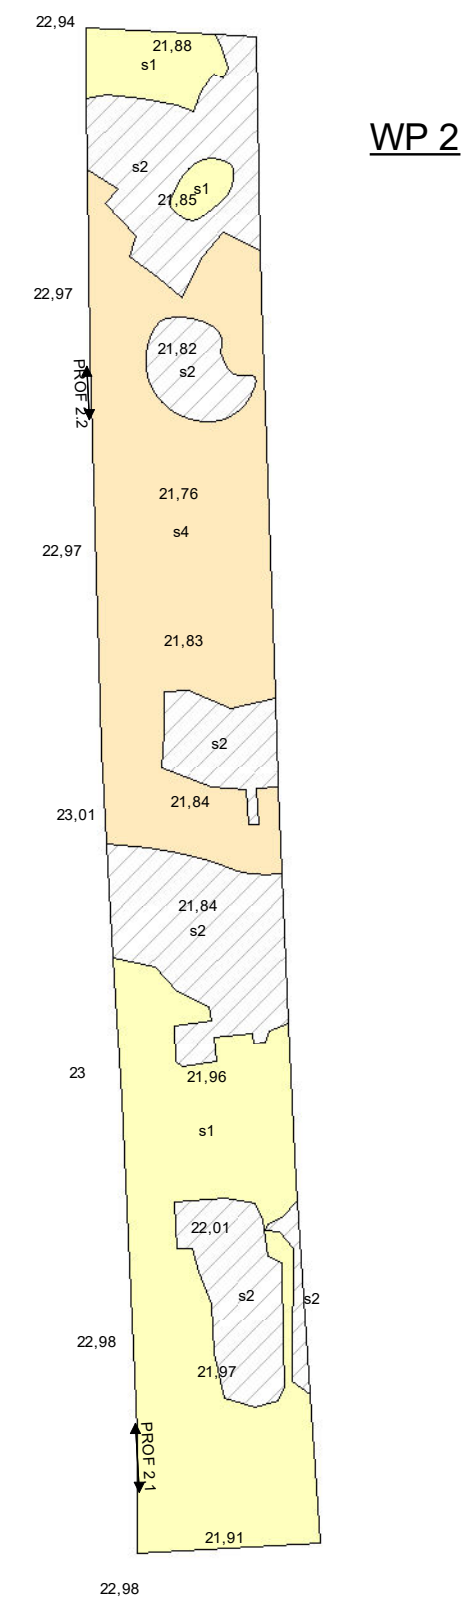 22,94
21,88
s1
WP 2
s2
s1
21,85
22,97
21,82
s2
PROF 2.2
21,76
s4
22,97
21,83
s2
21,84
23,01
21,84
s2
23
21,96
s1
22,01
s2
s2
22,98
21,97
PROF 2.1
21,91
22,98